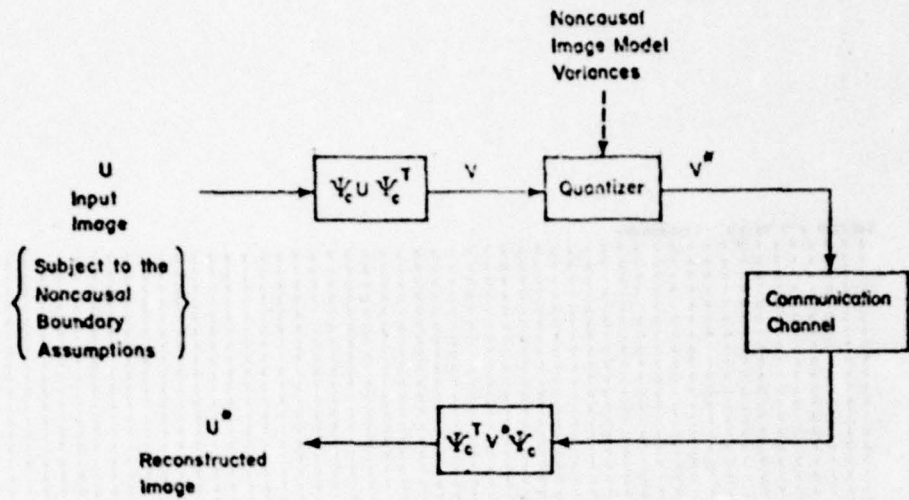 Noncausal
Image Model
Variances
U
Input
Image
Ψc U Ψc^T
V
Quantizer
V*
Subject to the
Noncausal
Boundary
Assumptions
Communication
Channel
U*
Reconstructed
Image
Ψc^T V* Ψc